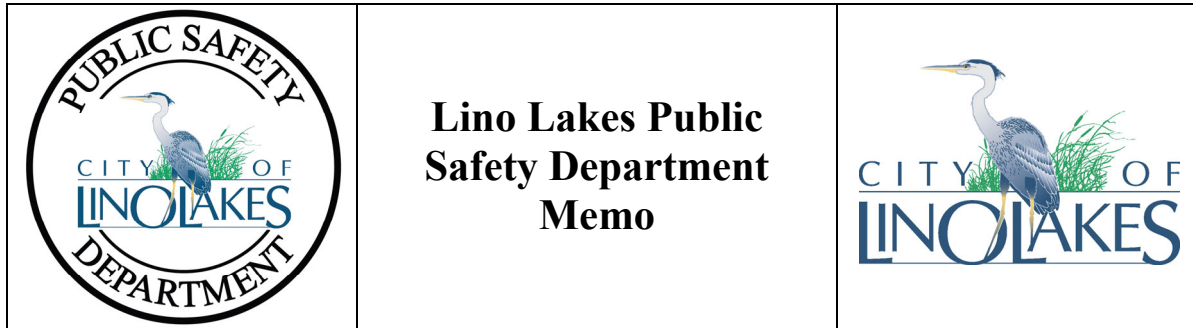 PUBLIC SAFETY
CITY OF
LINO LAKES
DEPARTMENT
Lino Lakes Public
Safety Department
Memo
CITY OF
LINO LAKES